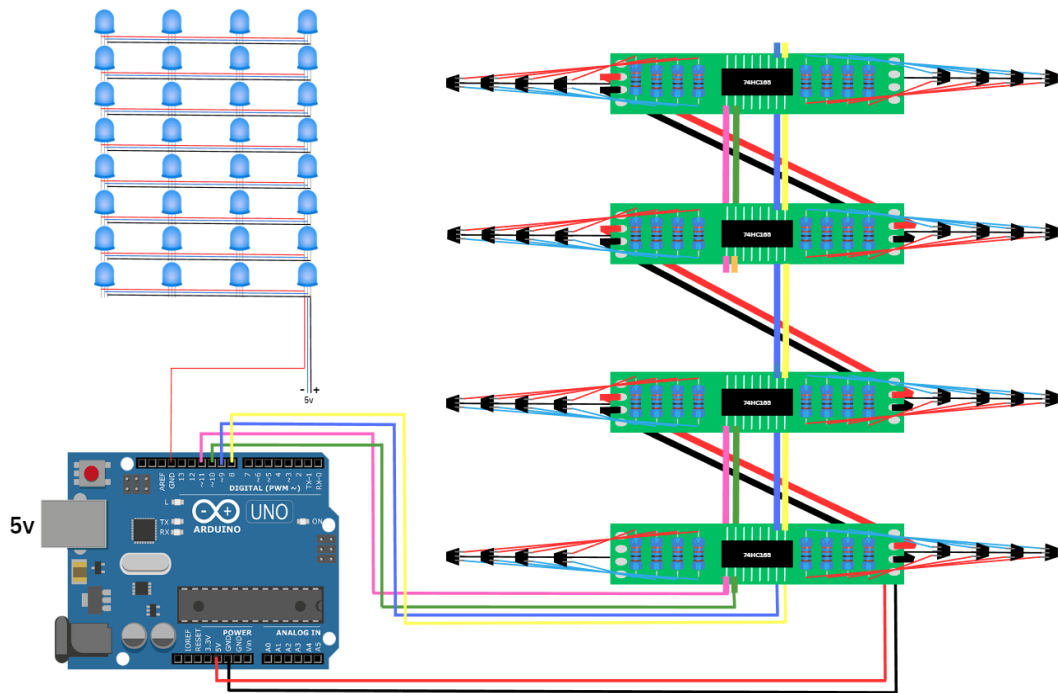 - +
5v
74HC165
74HC165
74HC165
74HC165
5v
AREF
GND
13
12
~11
~10
~9
8
7
~6
~5
4
~3
2
TX-1
RX-0
DIGITAL (PWM ~)
L
TX
RX
ARDUINO
UNO
ON
POWER
ANALOG IN
IOREF
RESET
3.3V
5V
GND
GND
Vin
A0
A1
A2
A3
A4
A5